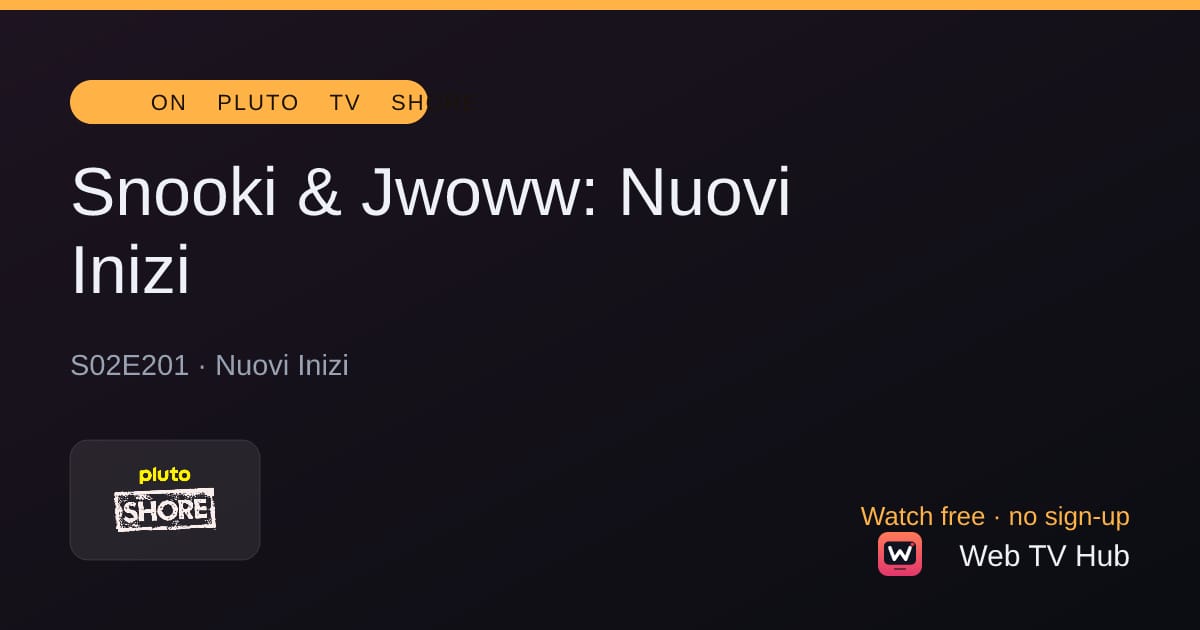 ON PLUTO TV SHORE
Snooki & Jwoww: Nuovi
Inizi
S02E201 · Nuovi Inizi
pluto
SHORE
Watch free · no sign-up
W
Web TV Hub